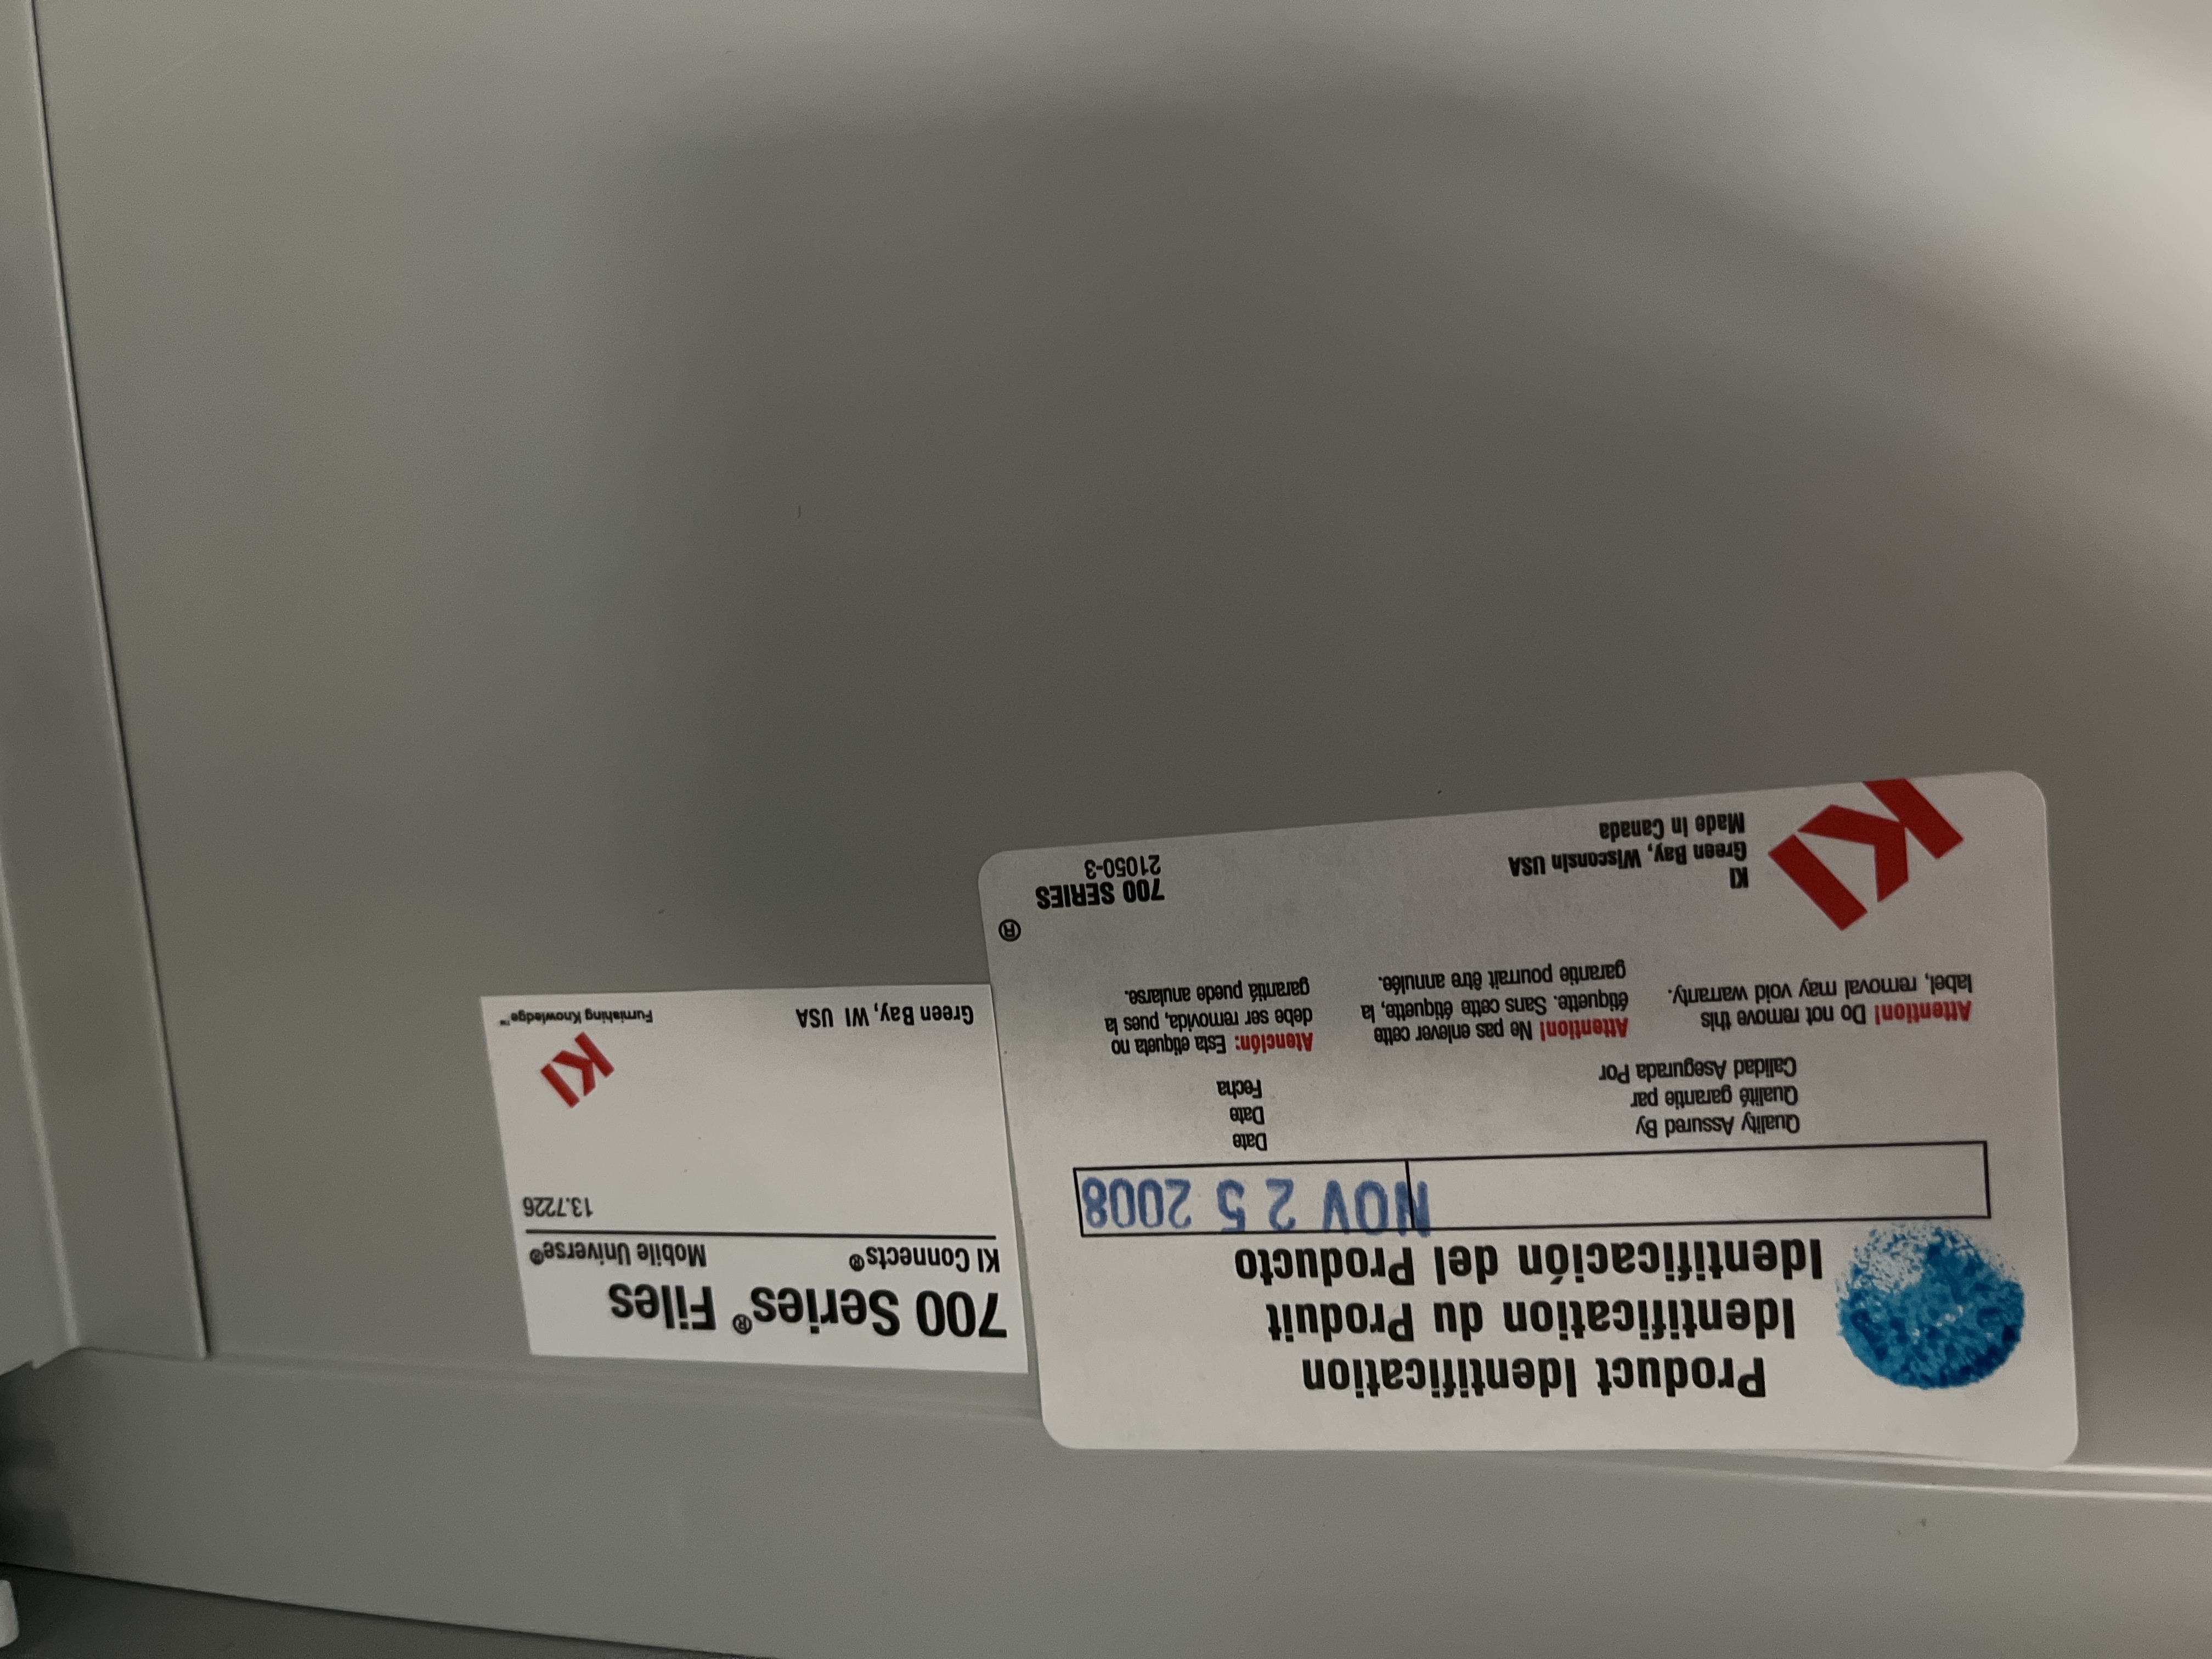 Product Identification
Identification du Produit
Identificación del Producto
NOV 25 2008
Quality Assured By
Qualité garantie par
Calidad Asegurada Por
Date
Date
Fecha
Attention! Do not remove this
label, removal may void warranty.
Attention! Ne pas enlever cette
étiquette. Sans cette étiquette, la
garantie pourrait être annulée.
Atención: Esta etiqueta no
debe ser removida, pues la
garantiá puede anularse.
KI
KI
Green Bay, Wisconsin USA
Made in Canada
®
700 SERIES
21050-3
700 Series® Files
KI Connects® Mobile Universe®
13.7226
KI
Green Bay, WI USA
Furnishing Knowledge™